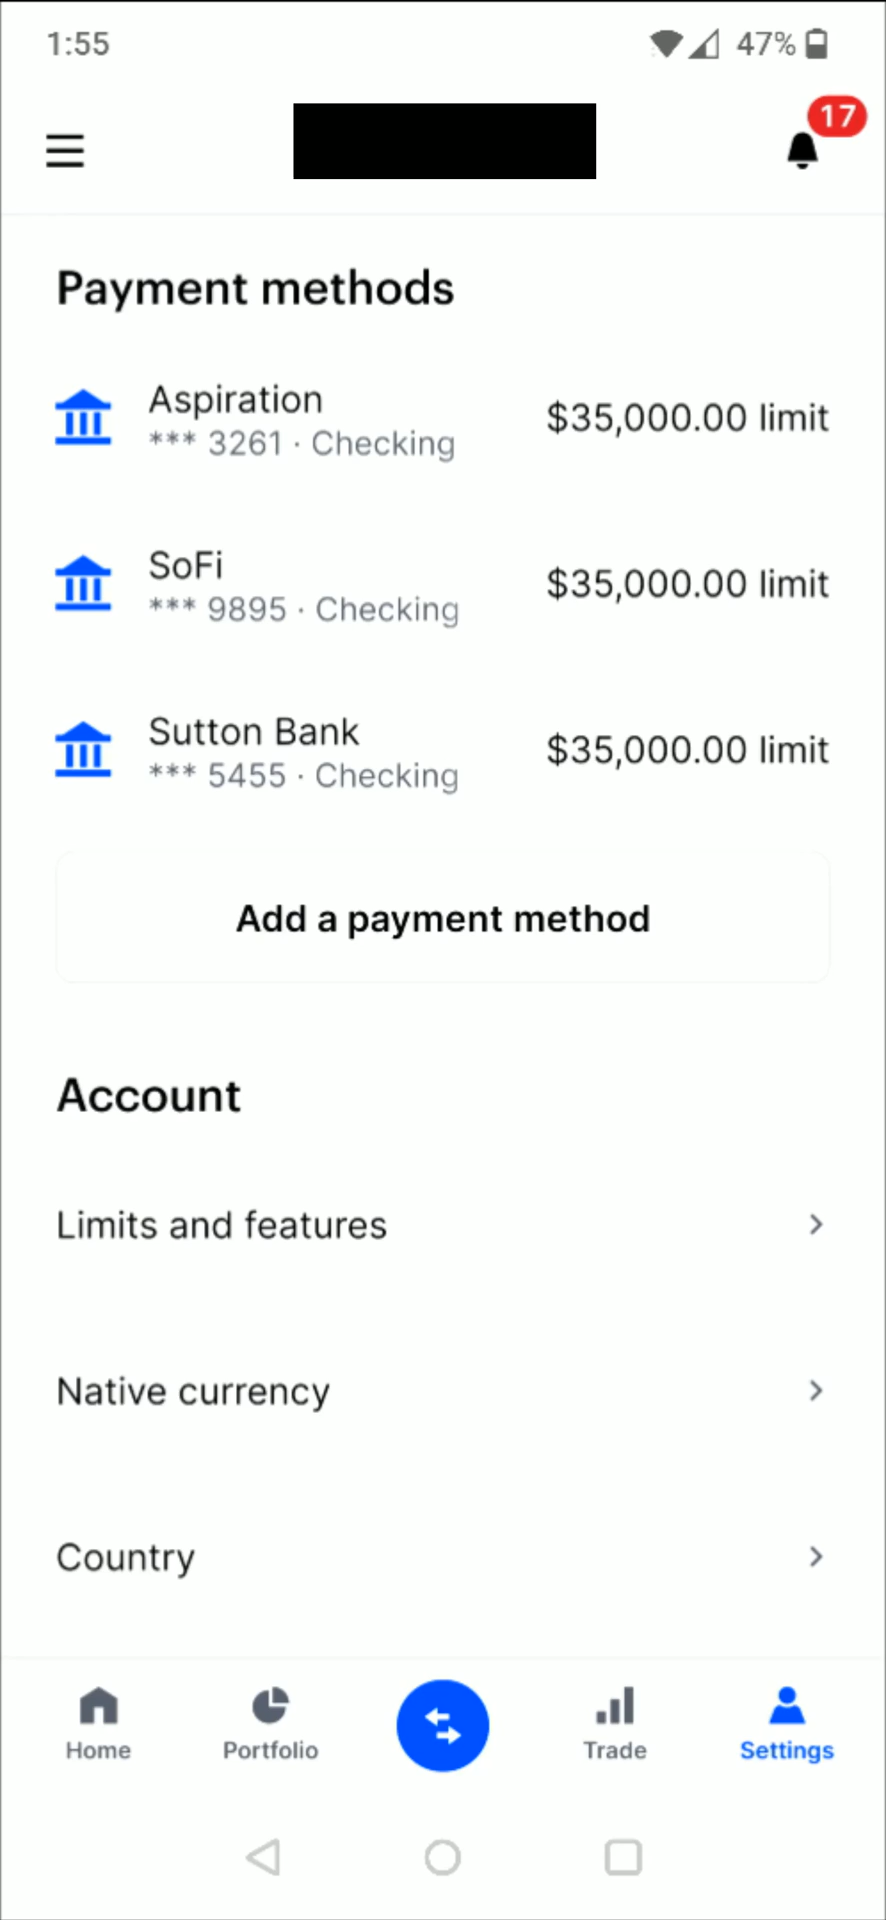 1:55
47%
17
Payment methods
Aspiration
*** 3261 · Checking
$35,000.00 limit
SoFi
*** 9895 · Checking
$35,000.00 limit
Sutton Bank
*** 5455 · Checking
$35,000.00 limit
Add a payment method
Account
Limits and features
Native currency
Country
Home
Portfolio
Trade
Settings